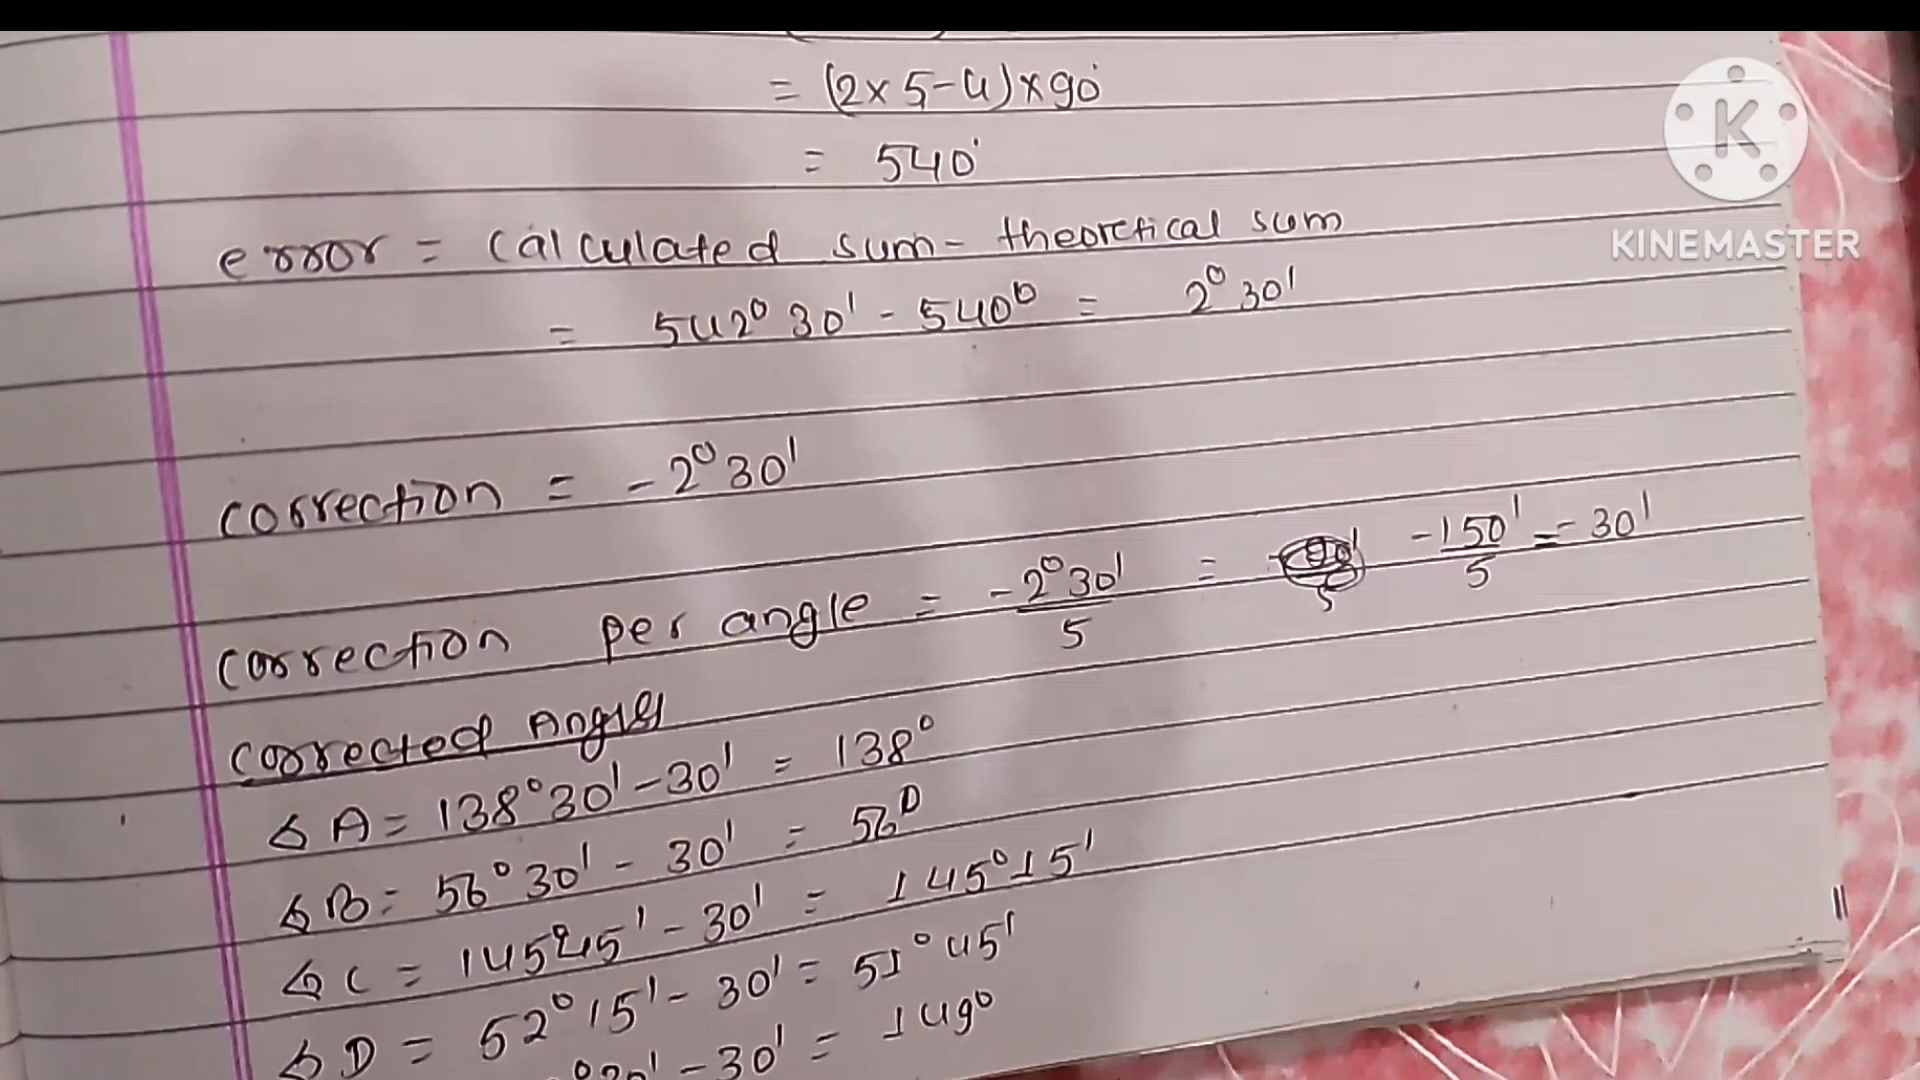 = (2×5-4)×90°
= 540°
K
KINEMASTER
error = calculated sum - theoretical sum
= 542° 30' - 540° = 2° 30'
correction = -2° 30'
correction per angle = -2° 30' / 5 = -150' / 5 = -30'
corrected Angles
∠A = 138° 30' - 30' = 138°
∠B = 56° 30' - 30' = 56°
∠C = 145° 45' - 30' = 145° 15'
∠D = 52° 15' - 30' = 51° 45'
30' - 30' = 149°